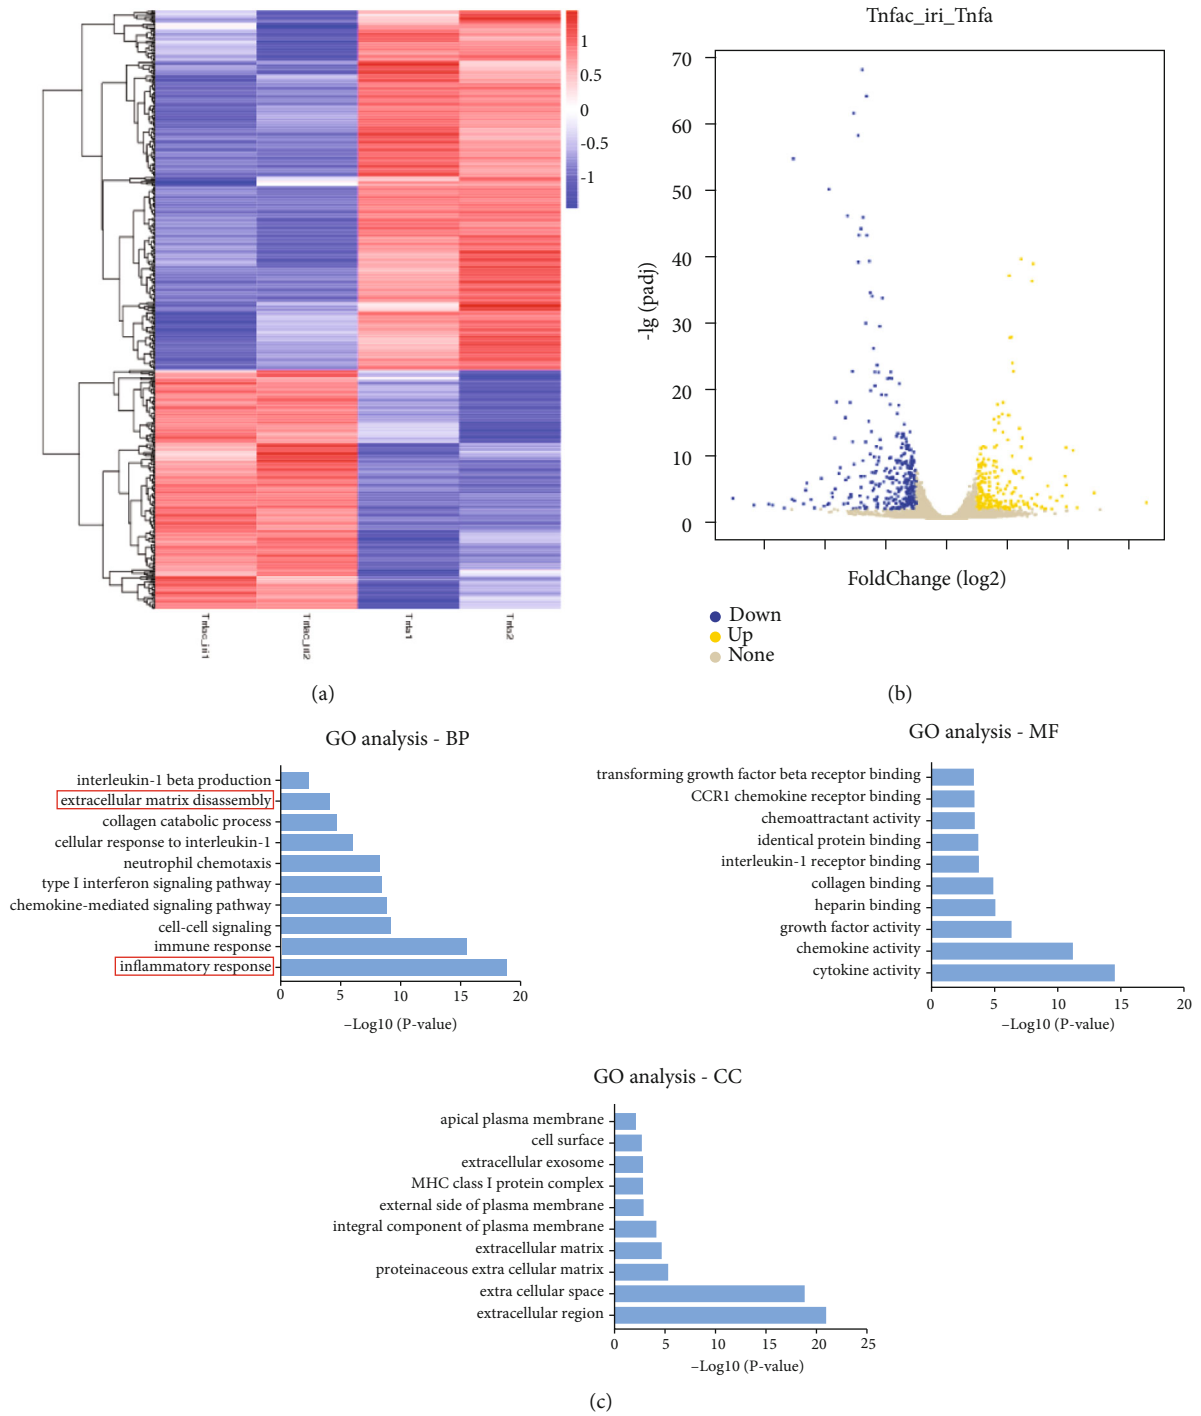 1
0.5
0
-0.5
-1
(a)
Tnfac_iri_Tnfa
70
60
50
40
30
20
10
0
-lg (padj)
FoldChange (log2)
Down
Up
None
(b)
GO analysis - BP
interleukin-1 beta production
extracellular matrix disassembly
collagen catabolic process
cellular response to interleukin-1
neutrophil chemotaxis
type I interferon signaling pathway
chemokine-mediated signaling pathway
cell-cell signaling
immune response
inflammatory response
0 5 10 15 20
−Log10 (P-value)
GO analysis - MF
transforming growth factor beta receptor binding
CCR1 chemokine receptor binding
chemoattractant activity
identical protein binding
interleukin-1 receptor binding
collagen binding
heparin binding
growth factor activity
chemokine activity
cytokine activity
0 5 10 15 20
−Log10 (P-value)
GO analysis - CC
apical plasma membrane
cell surface
extracellular exosome
MHC class I protein complex
external side of plasma membrane
integral component of plasma membrane
extracellular matrix
proteinaceous extra cellular matrix
extra cellular space
extracellular region
0 5 10 15 20 25
−Log10 (P-value)
(c)